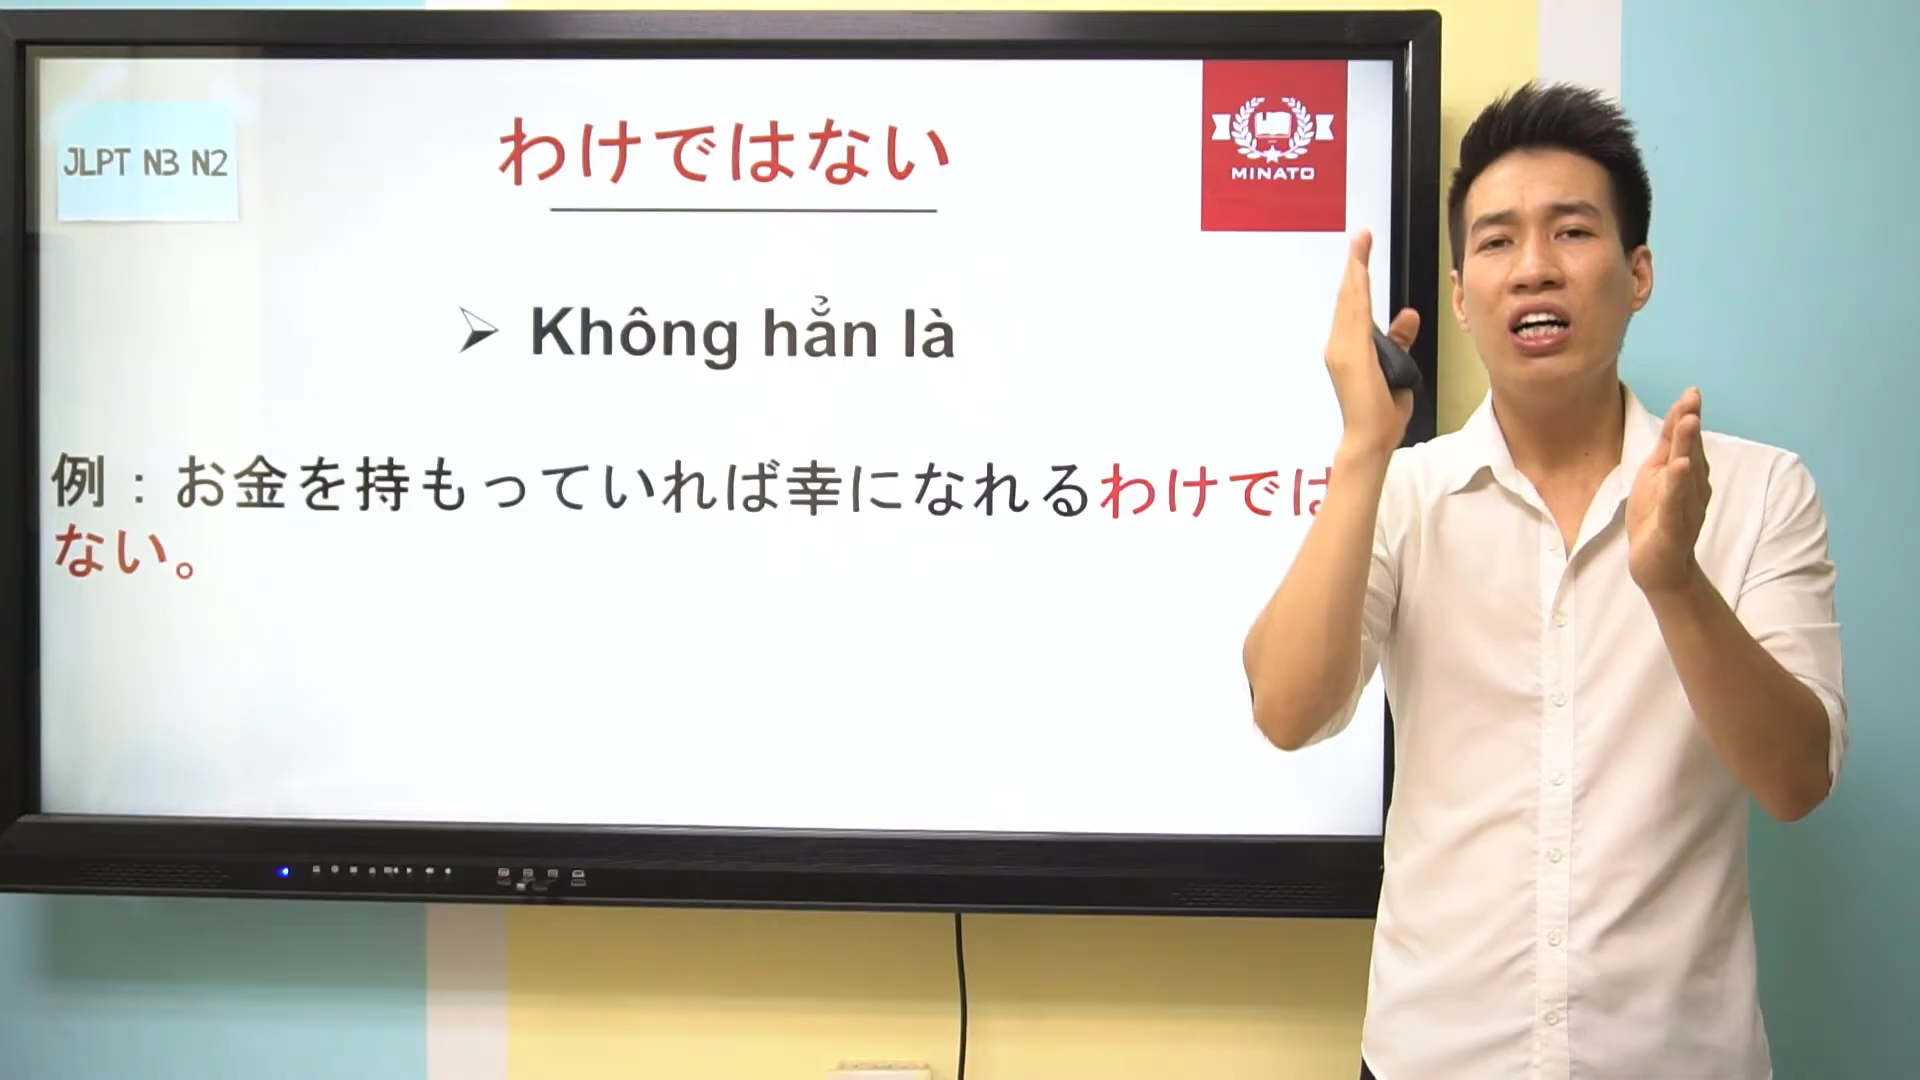 JLPT N3 N2
わけではない
MINATO
Không hẳn là
例：お金を持もっていれば幸になれるわけでは
ない。